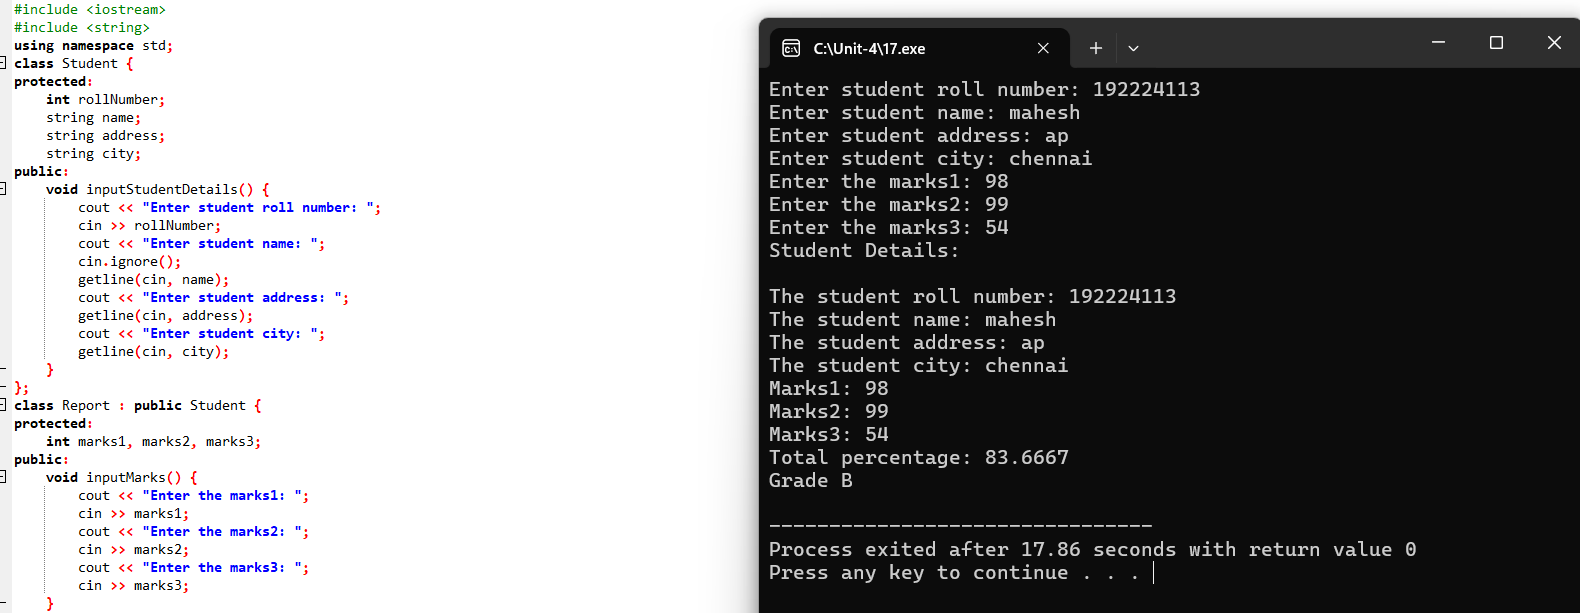 #include <iostream>
#include <string>
using namespace std;
class Student {
protected:
    int rollNumber;
    string name;
    string address;
    string city;
public:
    void inputStudentDetails() {
        cout << "Enter student roll number: ";
        cin >> rollNumber;
        cout << "Enter student name: ";
        cin.ignore();
        getline(cin, name);
        cout << "Enter student address: ";
        getline(cin, address);
        cout << "Enter student city: ";
        getline(cin, city);
    }
};
class Report : public Student {
protected:
    int marks1, marks2, marks3;
public:
    void inputMarks() {
        cout << "Enter the marks1: ";
        cin >> marks1;
        cout << "Enter the marks2: ";
        cin >> marks2;
        cout << "Enter the marks3: ";
        cin >> marks3;
    }
C:\Unit-4\17.exe
Enter student roll number: 192224113
Enter student name: mahesh
Enter student address: ap
Enter student city: chennai
Enter the marks1: 98
Enter the marks2: 99
Enter the marks3: 54
Student Details:
The student roll number: 192224113
The student name: mahesh
The student address: ap
The student city: chennai
Marks1: 98
Marks2: 99
Marks3: 54
Total percentage: 83.6667
Grade B
--------------------------------
Process exited after 17.86 seconds with return value 0
Press any key to continue . . .